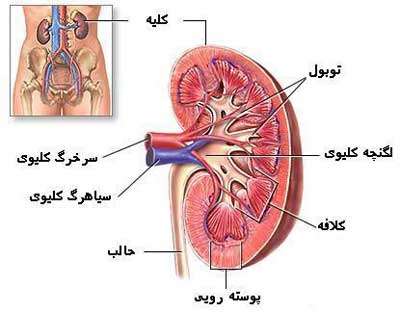 کلیه
توبول
لگنچه کلیوی
سرخرگ کلیوی
سیاهرگ کلیوی
کلافه
حالب
پوسته رویی